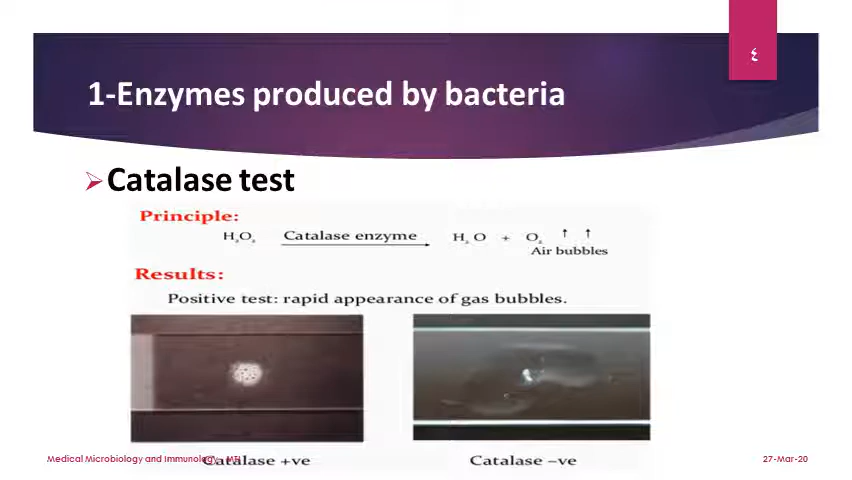 ٤
1-Enzymes produced by bacteria
Catalase test
Principle:
H₂O₂ Catalase enzyme H₂O + O₂ ↑ ↑
Air bubbles
Results:
Positive test: rapid appearance of gas bubbles.
Catalase +ve
Catalase –ve
Medical Microbiology and Immunology
27-Mar-20